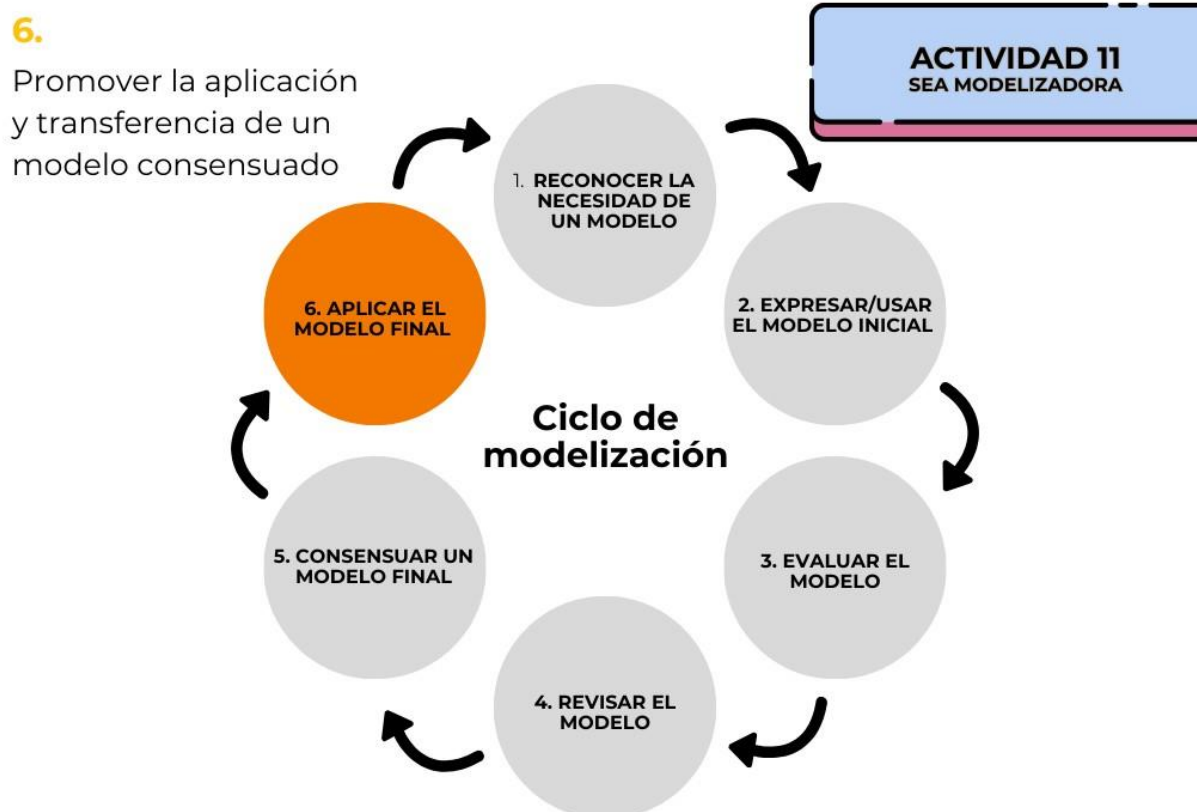 6.
Promover la aplicación
y transferencia de un
modelo consensuado
ACTIVIDAD 11
SEA MODELIZADORA
1. RECONOCER LA
NECESIDAD DE
UN MODELO
2. EXPRESAR/USAR
EL MODELO INICIAL
3. EVALUAR EL
MODELO
4. REVISAR EL
MODELO
5. CONSENSUAR UN
MODELO FINAL
6. APLICAR EL
MODELO FINAL
Ciclo de
modelización